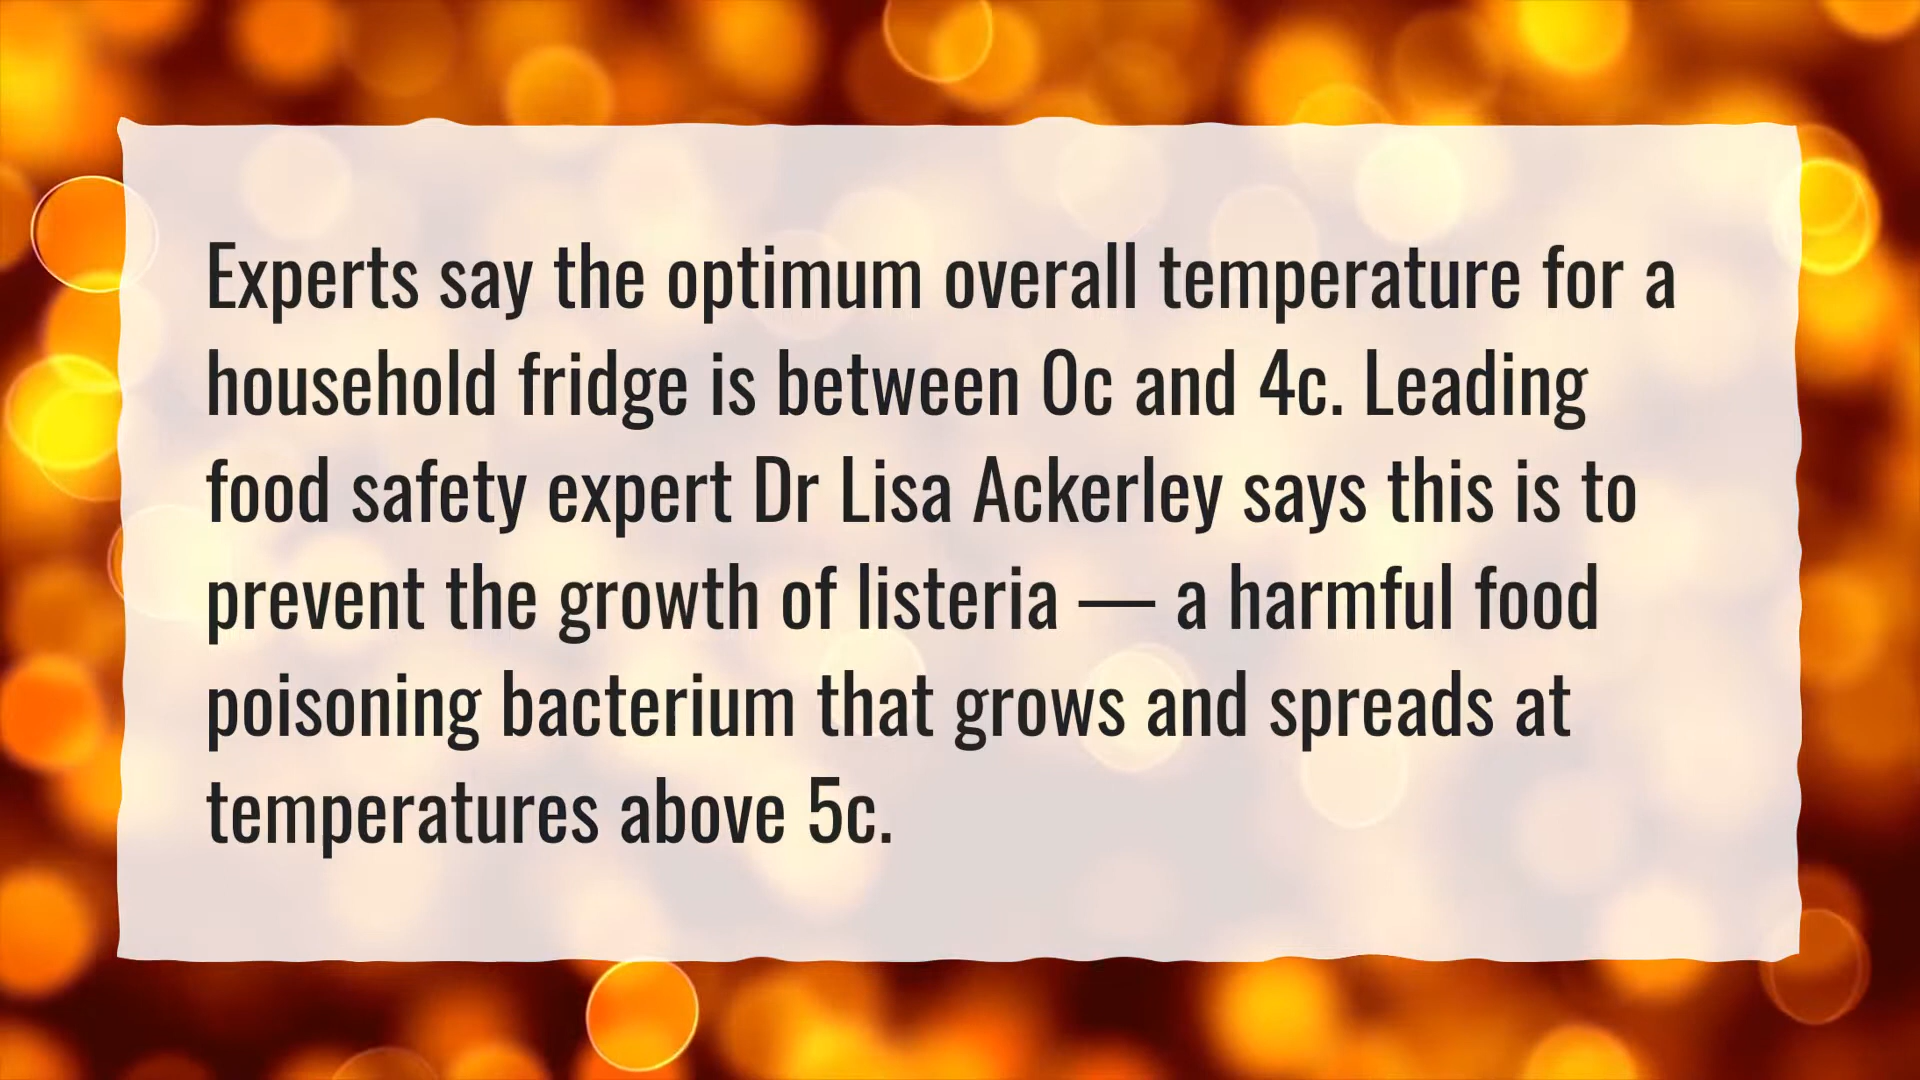 Experts say the optimum overall temperature for a
household fridge is between 0c and 4c. Leading
food safety expert Dr Lisa Ackerley says this is to
prevent the growth of listeria — a harmful food
poisoning bacterium that grows and spreads at
temperatures above 5c.